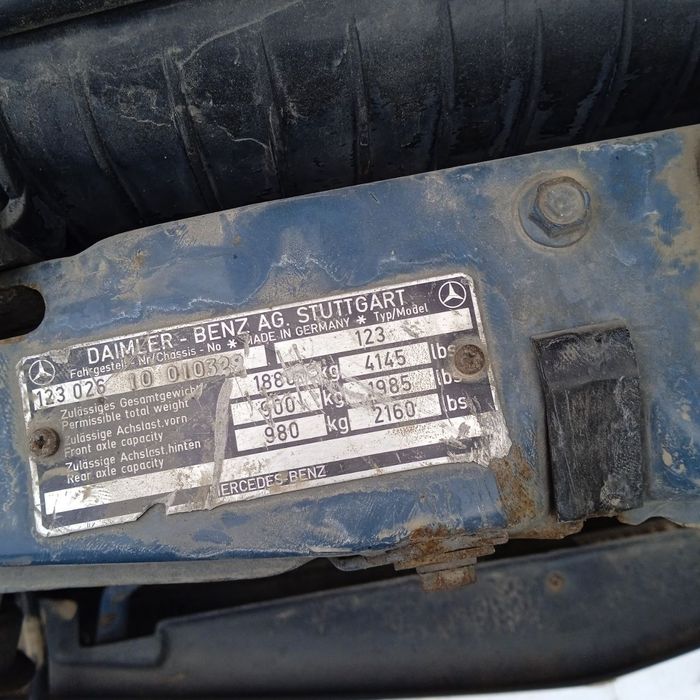 DAIMLER - BENZ AG. STUTTGART
Fahrgestell - Nr/Chassis - No * MADE IN GERMANY * Typ/Model
123 026 10 010329 123
Zulässiges Gesamtgewicht 1880 kg 4145 lbs
Permissible total weight
Zulässige Achslast.vorn 900 kg 1985 lbs
Front axle capacity
Zulässige Achslast.hinten 980 kg 2160 lbs
Rear axle capacity
MERCEDES-BENZ